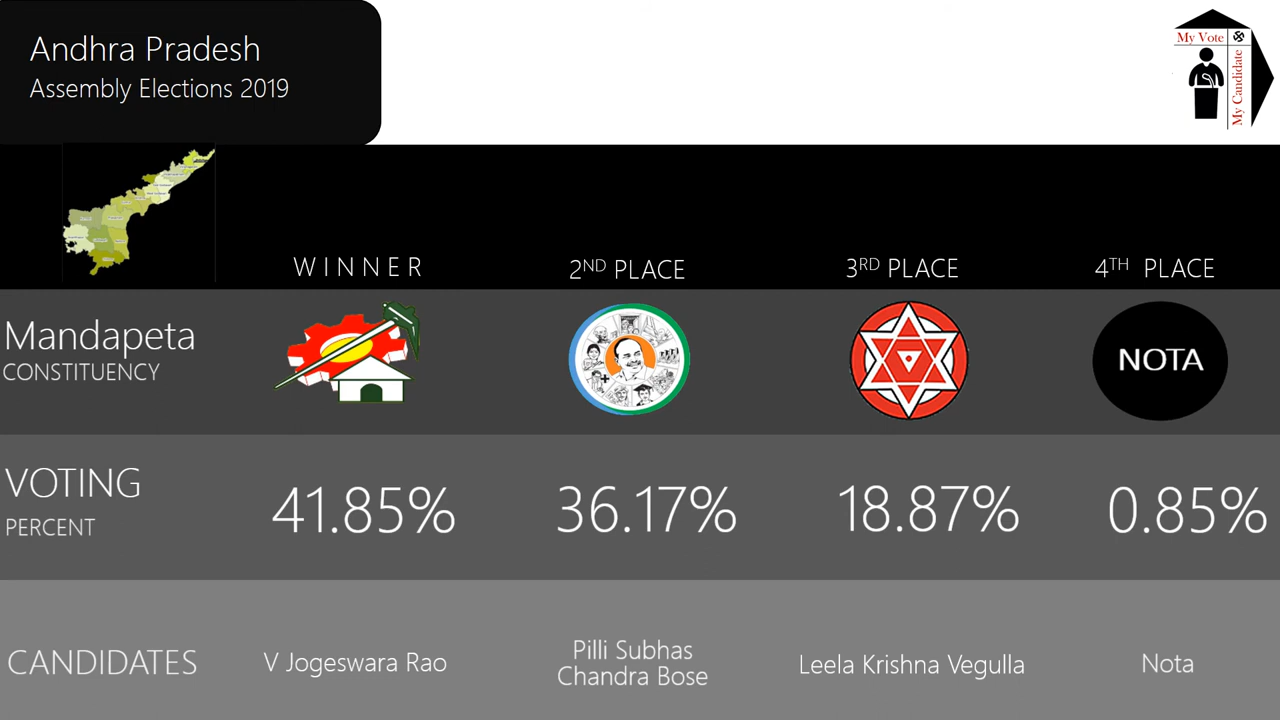 Andhra Pradesh
Assembly Elections 2019
My Vote
My Candidate
WINNER
2ND PLACE
3RD PLACE
4TH PLACE
Mandapeta
CONSTITUENCY
NOTA
VOTING
PERCENT
41.85%
36.17%
18.87%
0.85%
CANDIDATES
V Jogeswara Rao
Pilli Subhas
Chandra Bose
Leela Krishna Vegulla
Nota